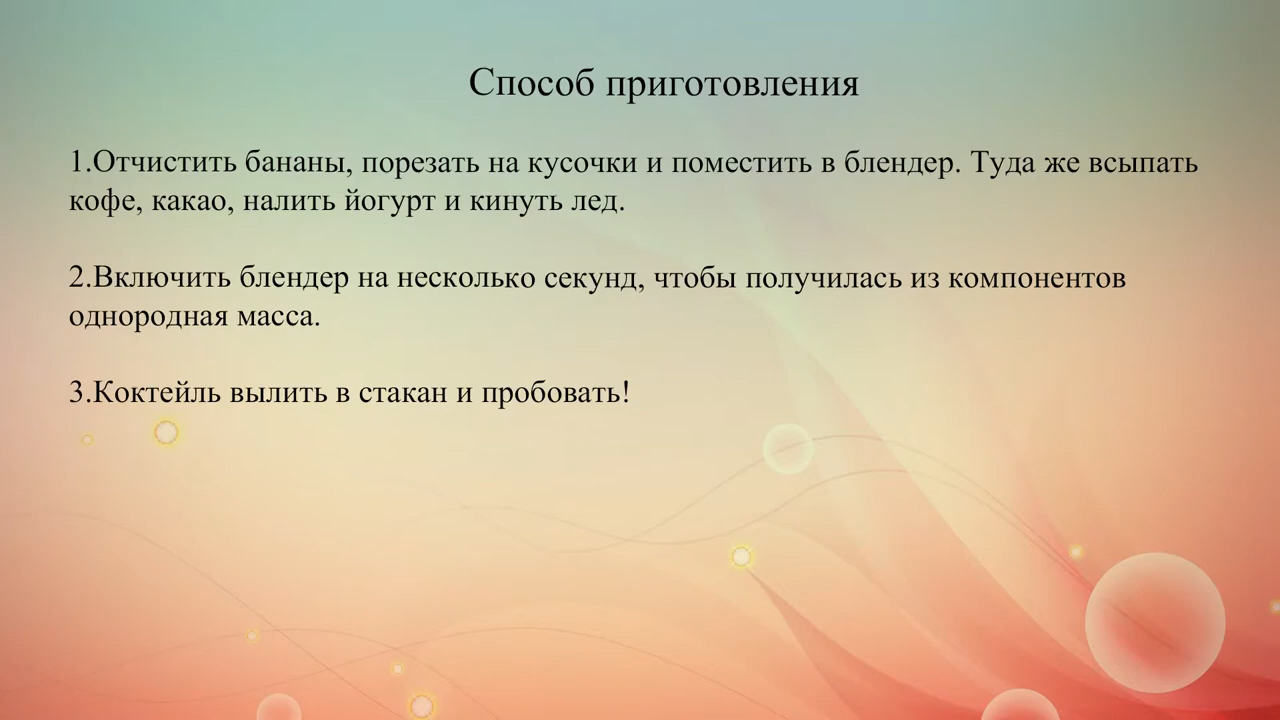 Способ приготовления
1.Отчистить бананы, порезать на кусочки и поместить в блендер. Туда же всыпать
кофе, какао, налить йогурт и кинуть лед.
2.Включить блендер на несколько секунд, чтобы получилась из компонентов
однородная масса.
3.Коктейль вылить в стакан и пробовать!